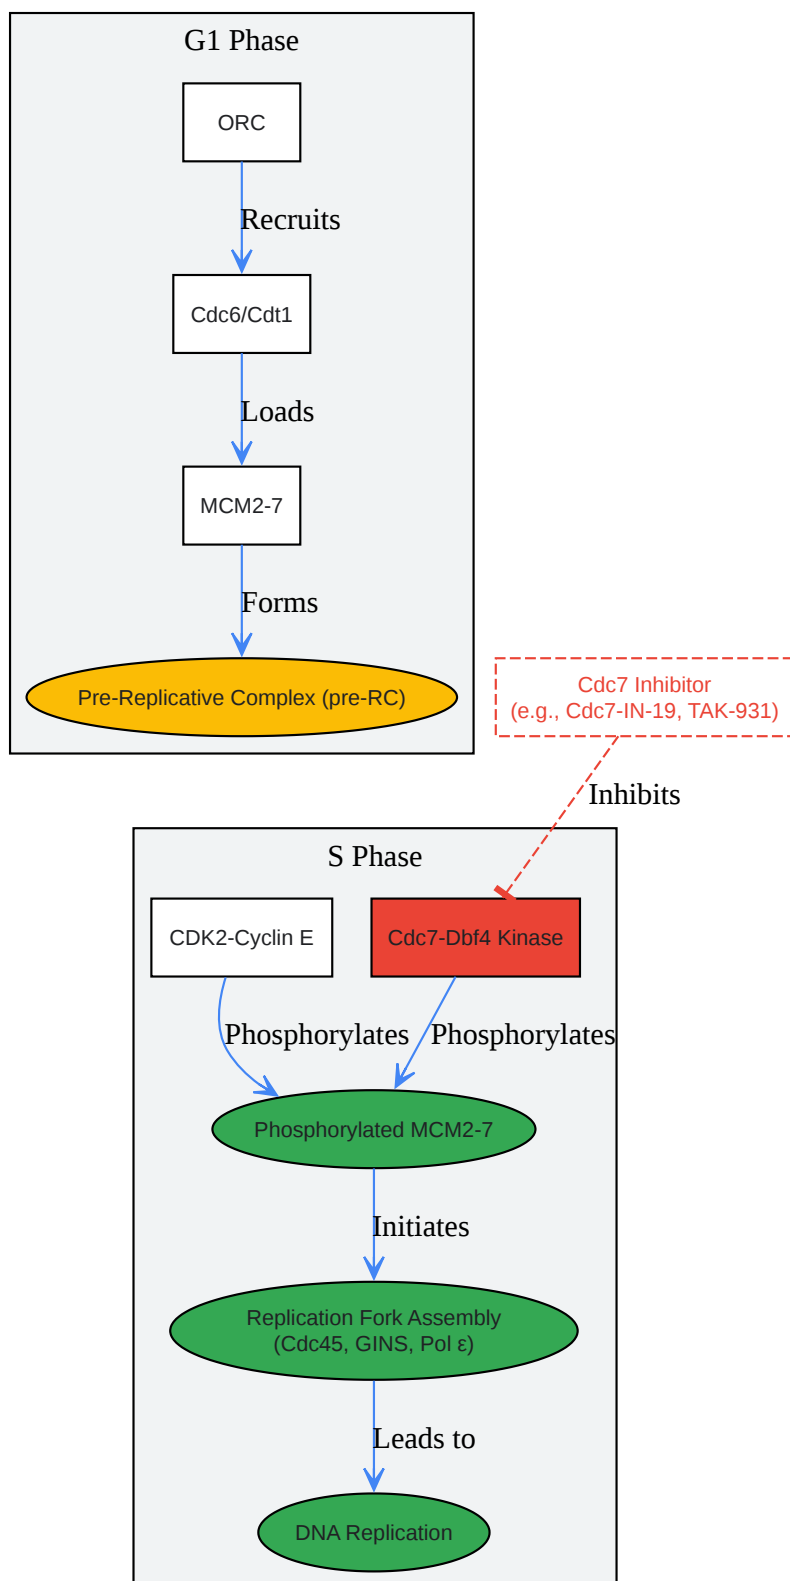 G1 Phase
ORC
Recruits
Cdc6/Cdt1
Loads
MCM2-7
Forms
Pre-Replicative Complex (pre-RC)
Cdc7 Inhibitor
(e.g., Cdc7-IN-19, TAK-931)
Inhibits
S Phase
CDK2-Cyclin E
Cdc7-Dbf4 Kinase
Phosphorylates
Phosphorylates
Phosphorylated MCM2-7
Initiates
Replication Fork Assembly
(Cdc45, GINS, Pol ε)
Leads to
DNA Replication